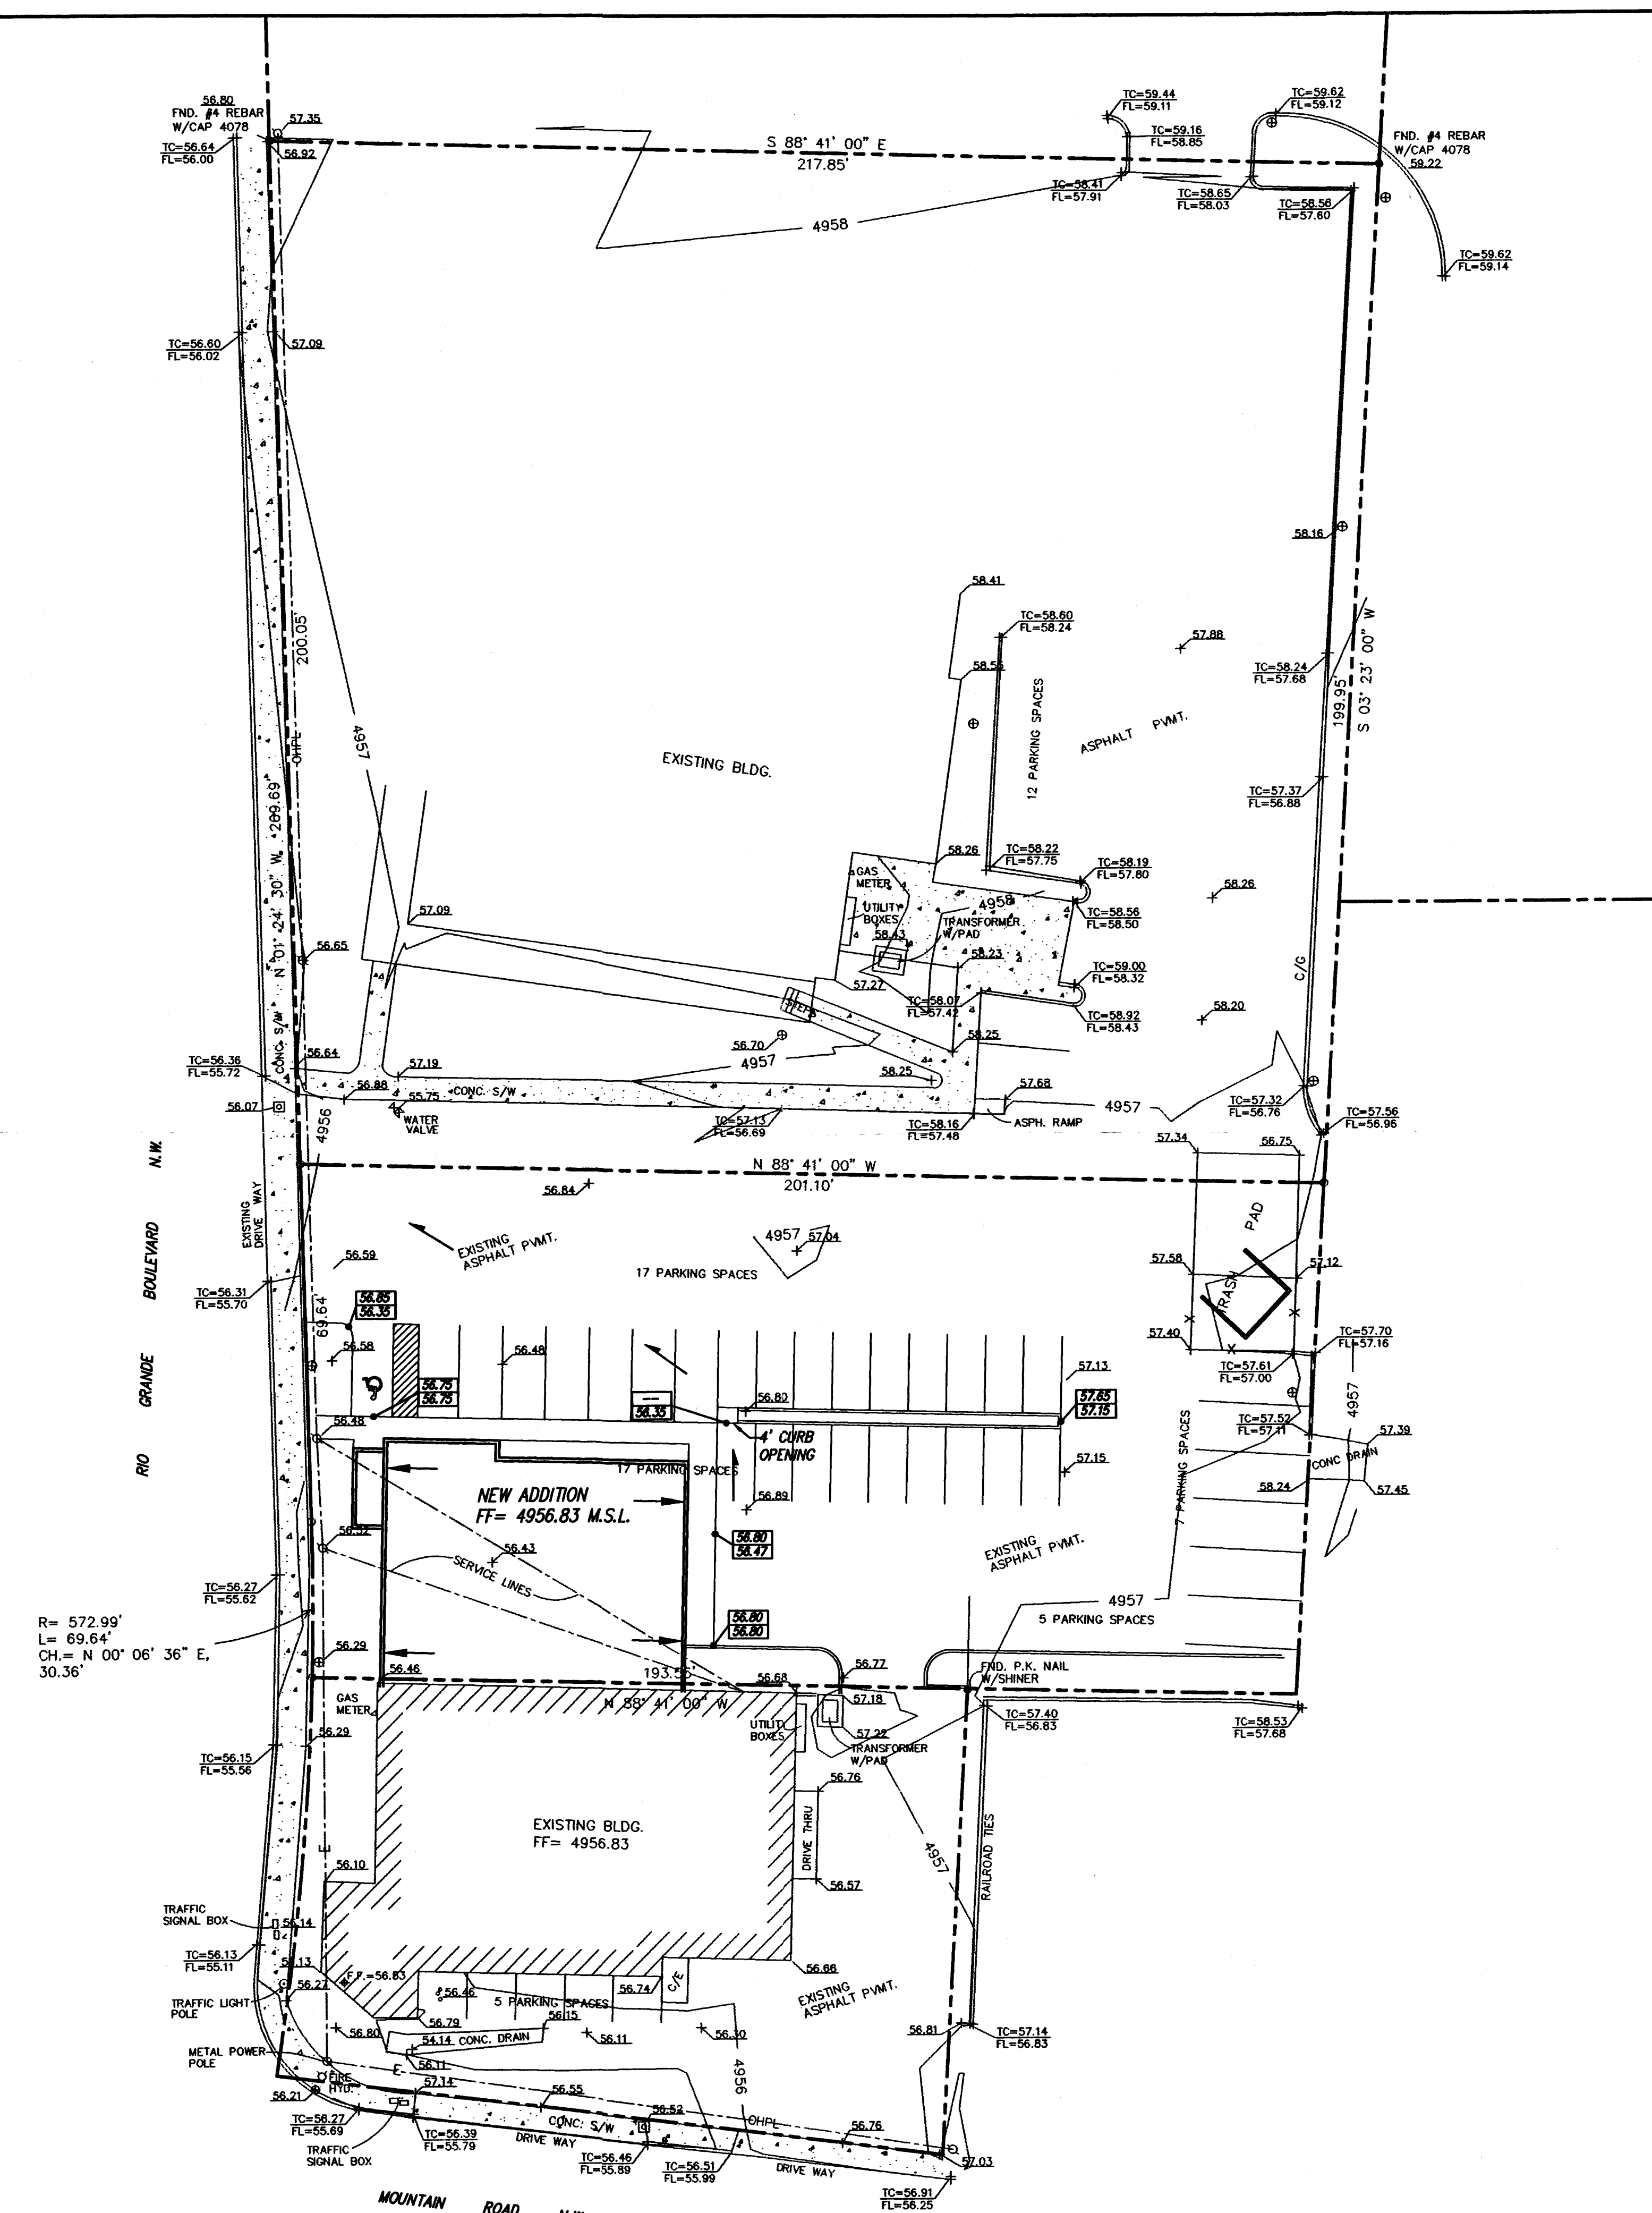 56.80
FND. #4 REBAR
W/CAP 4078
57.35
TC=56.64
FL=56.00
56.92
S 88° 41' 00" E
217.85'
TC=59.44
FL=59.11
TC=59.16
FL=58.85
TC=59.62
FL=59.12
FND. #4 REBAR
W/CAP 4078
59.22
TC=58.41
FL=57.91
TC=58.65
FL=58.03
TC=58.56
FL=57.60
4958
TC=59.62
FL=59.14
TC=56.60
FL=56.02
57.09
58.16
58.41
TC=58.60
FL=58.24
57.88
58.55
TC=58.24
FL=57.68
200.05'
12 PARKING SPACES
ASPHALT PVMT.
199.95'
S 03° 23' 00" W
OHPL
4957
EXISTING BLDG.
TC=57.37
FL=56.88
N 01° 24' 30" W 269.69'
CONC. S/W
58.26
TC=58.22
FL=57.75
TC=58.19
FL=57.80
GAS
METER
UTILITY
BOXES
4958
58.26
57.09
TRANSFORMER
W/PAD
TC=58.56
FL=58.50
58.43
56.65
58.23
TC=59.00
FL=58.32
C/G
57.27
STEPS
TC=58.07
FL=57.42
TC=58.92
FL=58.43
58.20
56.70
58.25
4957
TC=56.36
FL=55.72
56.64
57.19
56.88
CONC. S/W
58.25
57.68
TC=57.32
FL=56.76
56.07
55.75
WATER
VALVE
4956
TC=57.13
FL=56.69
TC=58.16
FL=57.48
ASPH. RAMP
4957
TC=57.56
FL=56.96
57.34
56.75
N 88° 41' 00" W
201.10'
56.84
RIO GRANDE BOULEVARD N.W.
EXISTING
DRIVE WAY
EXISTING
ASPHALT PVMT.
4957
57.04
TRASH PAD
56.59
17 PARKING SPACES
57.58
57.12
TC=56.31
FL=55.70
69.64'
56.85
56.35
56.58
56.48
57.40
TC=57.70
FL=57.16
57.13
TC=57.61
FL=57.00
56.75
56.75
---
56.35
56.80
57.65
57.15
4957
56.48
4' CURB
OPENING
TC=57.52
FL=57.11
57.39
CONC DRAIN
17 PARKING SPACES
57.15
7 PARKING SPACES
58.24
57.45
NEW ADDITION
FF= 4956.83 M.S.L.
56.89
56.52
56.43
56.80
56.47
EXISTING
ASPHALT PVMT.
SERVICE LINES
TC=56.27
FL=55.62
4957
5 PARKING SPACES
R= 572.99'
L= 69.64'
CH.= N 00° 06' 36" E,
30.36'
56.80
56.80
56.29
56.46
193.55'
56.68
56.77
FND. P.K. NAIL
W/SHINER
GAS
METER
N 88° 41' 00" W
57.18
TC=57.40
FL=56.83
TC=58.53
FL=57.68
56.29
UTILITY
BOXES
57.22
TRANSFORMER
W/PAD
TC=56.15
FL=55.56
56.76
EXISTING BLDG.
FF= 4956.83
DRIVE THRU
4957
RAILROAD TIES
E
56.10
56.57
TRAFFIC
SIGNAL BOX
56.14
TC=56.13
FL=55.11
F.F.=56.83
56.27
56.66
C/E
EXISTING
ASPHALT PVMT.
56.46
56.74
5 PARKING SPACES
TRAFFIC LIGHT
POLE
56.80
56.79
56.15
54.14 CONC. DRAIN
56.11
56.30
56.81
TC=57.14
FL=56.83
METAL POWER
POLE
56.11
E
FIRE
HYD.
57.14
4956
56.21
56.55
56.52
TC=56.27
FL=55.69
CONC. S/W
OHPL
56.76
TRAFFIC
SIGNAL BOX
TC=56.39
FL=55.79
DRIVE WAY
TC=56.46
FL=55.89
TC=56.51
FL=55.99
DRIVE WAY
57.03
TC=56.91
FL=56.25
MOUNTAIN ROAD